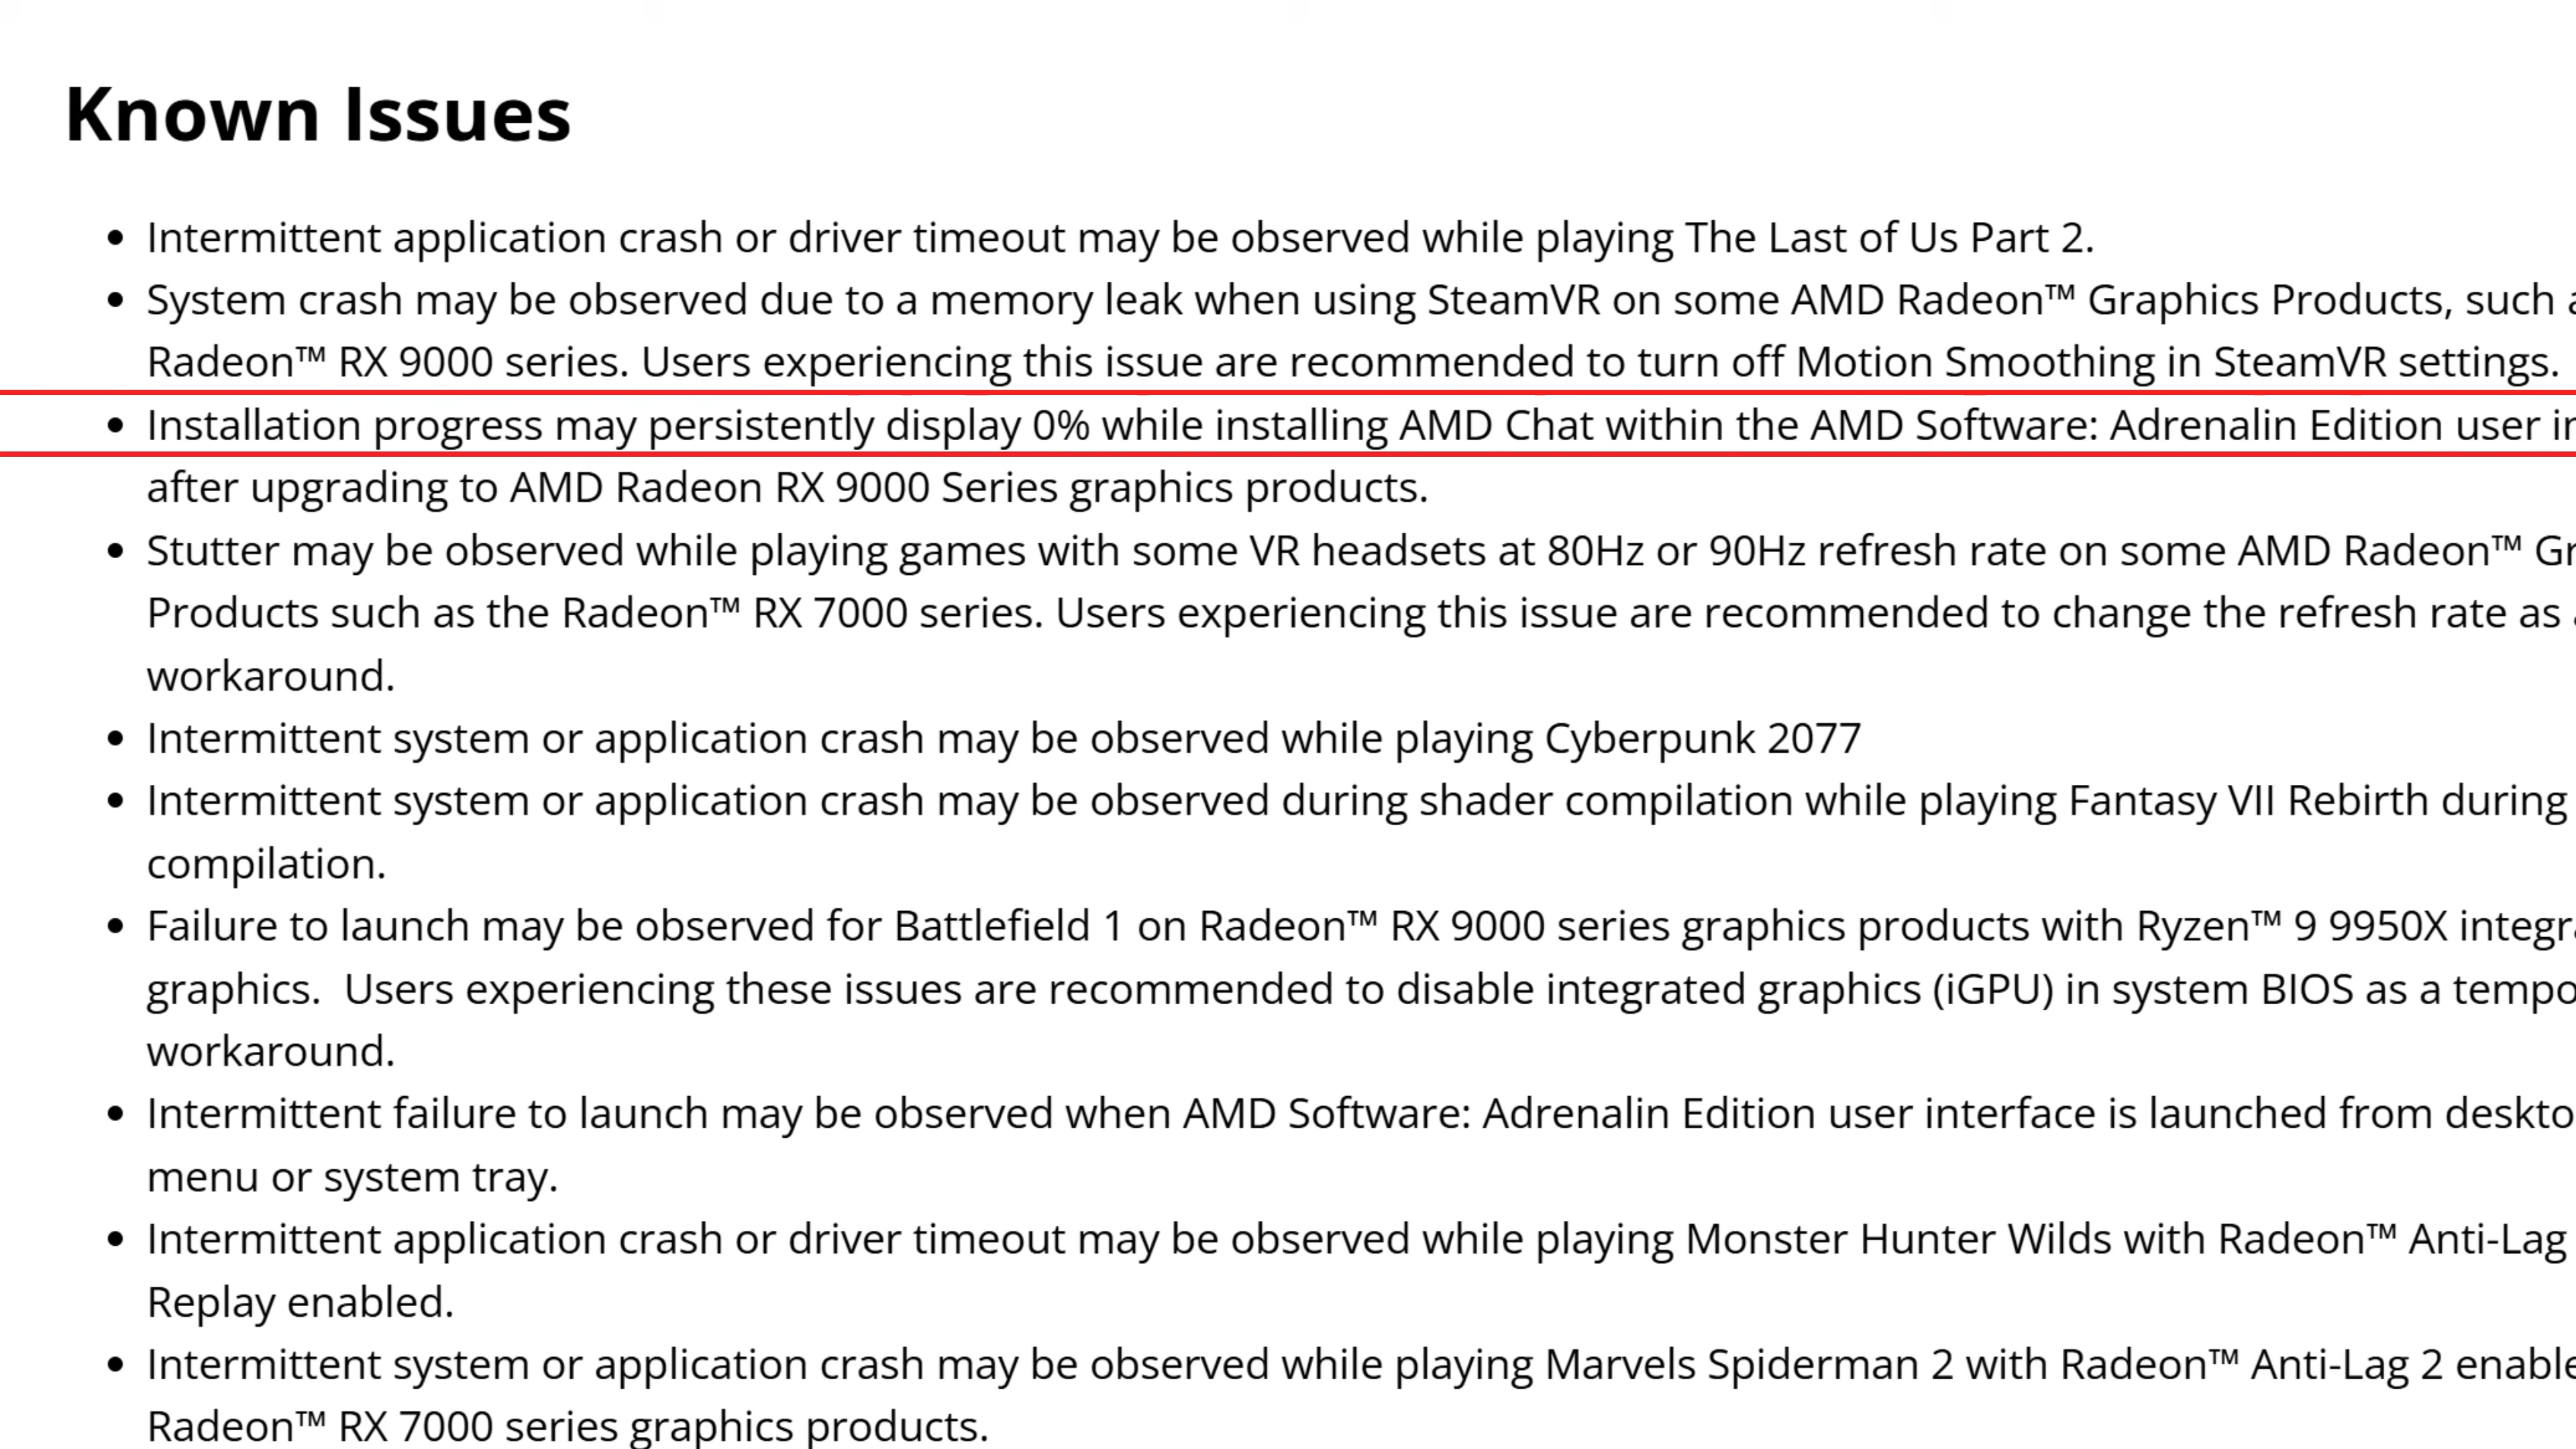 Known Issues
• Intermittent application crash or driver timeout may be observed while playing The Last of Us Part 2.
• System crash may be observed due to a memory leak when using SteamVR on some AMD Radeon™ Graphics Products, such
Radeon™ RX 9000 series. Users experiencing this issue are recommended to turn off Motion Smoothing in SteamVR settings.
• Installation progress may persistently display 0% while installing AMD Chat within the AMD Software: Adrenalin Edition user
after upgrading to AMD Radeon RX 9000 Series graphics products.
• Stutter may be observed while playing games with some VR headsets at 80Hz or 90Hz refresh rate on some AMD Radeon™
Products such as the Radeon™ RX 7000 series. Users experiencing this issue are recommended to change the refresh rate as
workaround.
• Intermittent system or application crash may be observed while playing Cyberpunk 2077
• Intermittent system or application crash may be observed during shader compilation while playing Fantasy VII Rebirth during
compilation.
• Failure to launch may be observed for Battlefield 1 on Radeon™ RX 9000 series graphics products with Ryzen™ 9 9950X
graphics.  Users experiencing these issues are recommended to disable integrated graphics (iGPU) in system BIOS as a
workaround.
• Intermittent failure to launch may be observed when AMD Software: Adrenalin Edition user interface is launched from
menu or system tray.
• Intermittent application crash or driver timeout may be observed while playing Monster Hunter Wilds with Radeon™ Anti-Lag
Replay enabled.
• Intermittent system or application crash may be observed while playing Marvels Spiderman 2 with Radeon™ Anti-Lag 2
Radeon™ RX 7000 series graphics products.